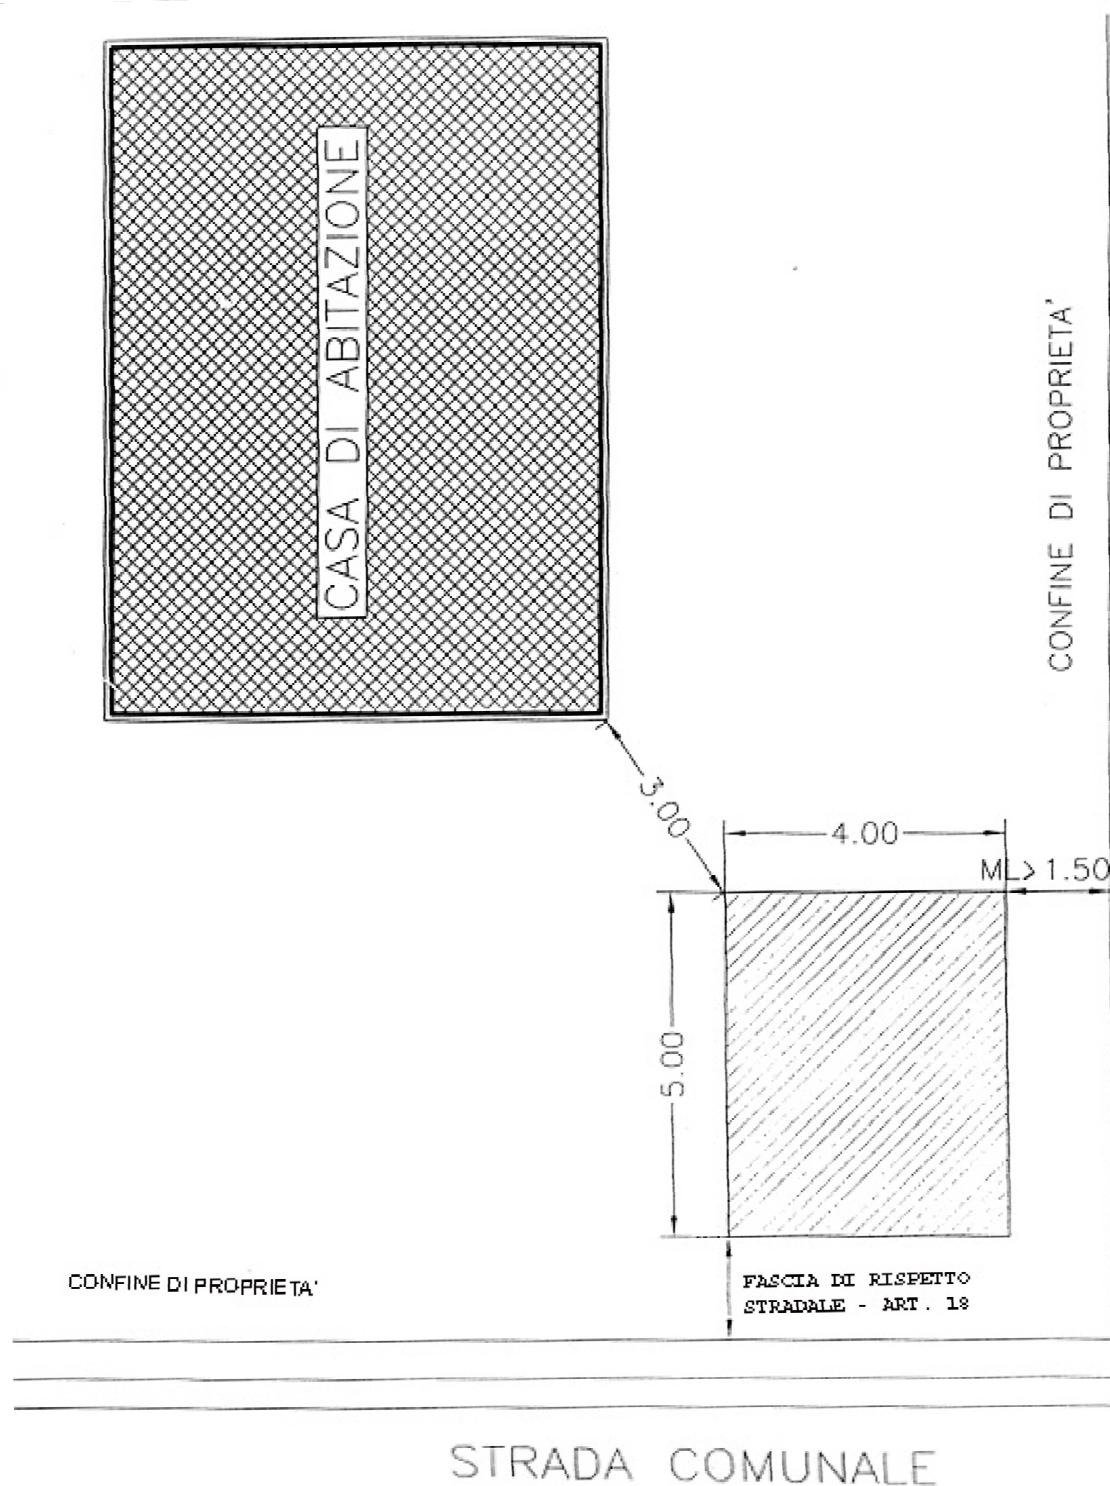 CASA DI ABITAZIONE
CONFINE DI PROPRIETA'
3.00
4.00
ML> 1.50
5.00
CONFINE DI PROPRIETA'
FASCIA DI RISPETTO
STRADALE - ART. 18
STRADA COMUNALE